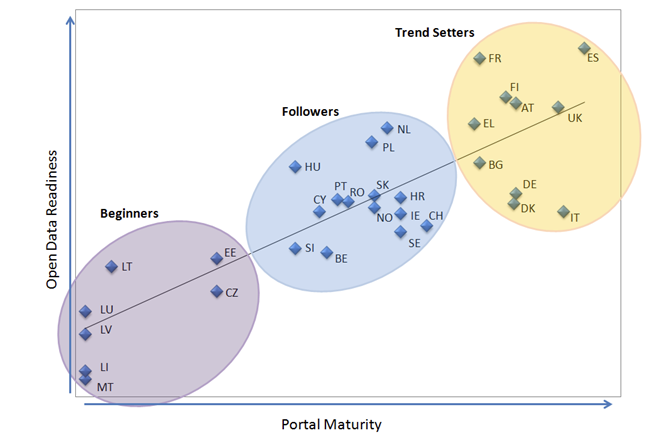 Trend Setters
FR
ES
FI
AT
UK
EL
BG
DE
DK
IT
Followers
NL
PL
HU
PT
RO
SK
CY
HR
NO
IE
CH
SE
SI
BE
Beginners
EE
LT
CZ
LU
LV
LI
MT
Open Data Readiness
Portal Maturity